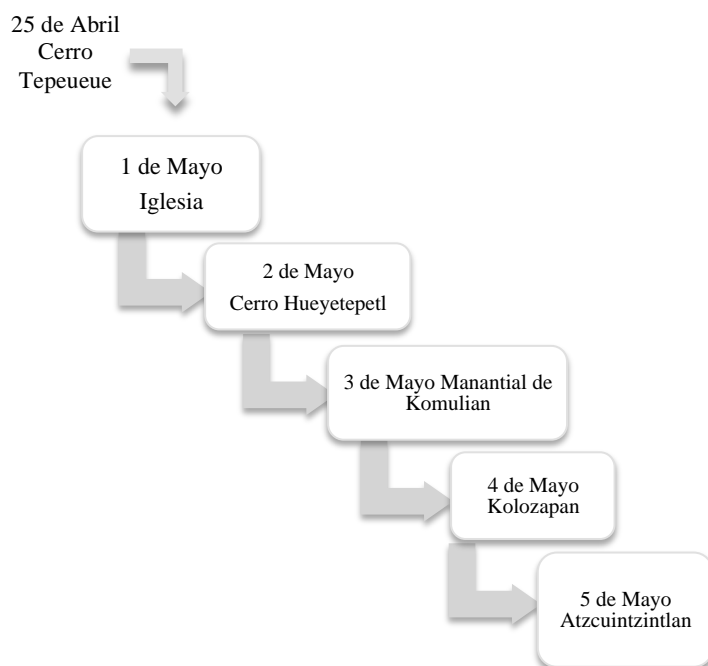 25 de Abril
Cerro
Tepeueue
1 de Mayo
Iglesia
2 de Mayo
Cerro Hueyetepetl
3 de Mayo Manantial de
Komulian
4 de Mayo
Kolozapan
5 de Mayo
Atzcuintzintlan